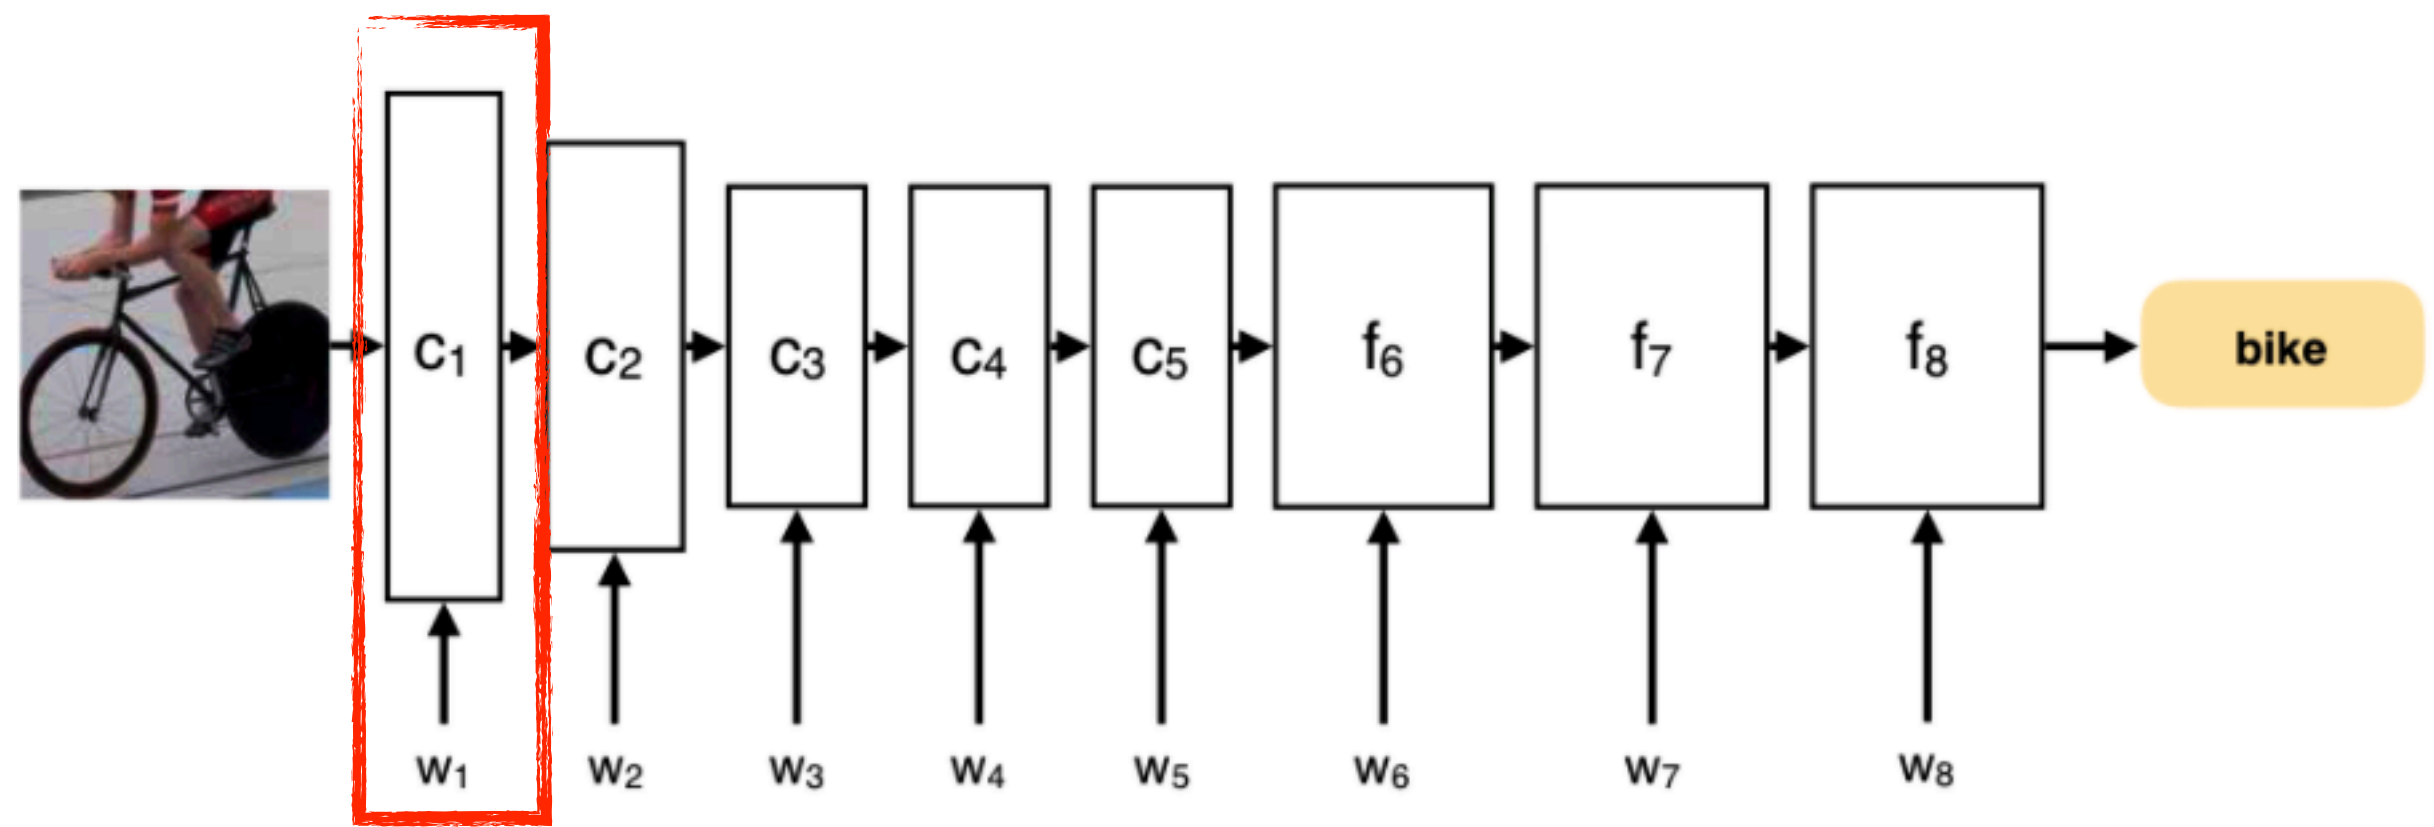 c₁ c₂ c₃ c₄ c₅ f₆ f₇ f₈ bike
w₁ w₂ w₃ w₄ w₅ w₆ w₇ w₈